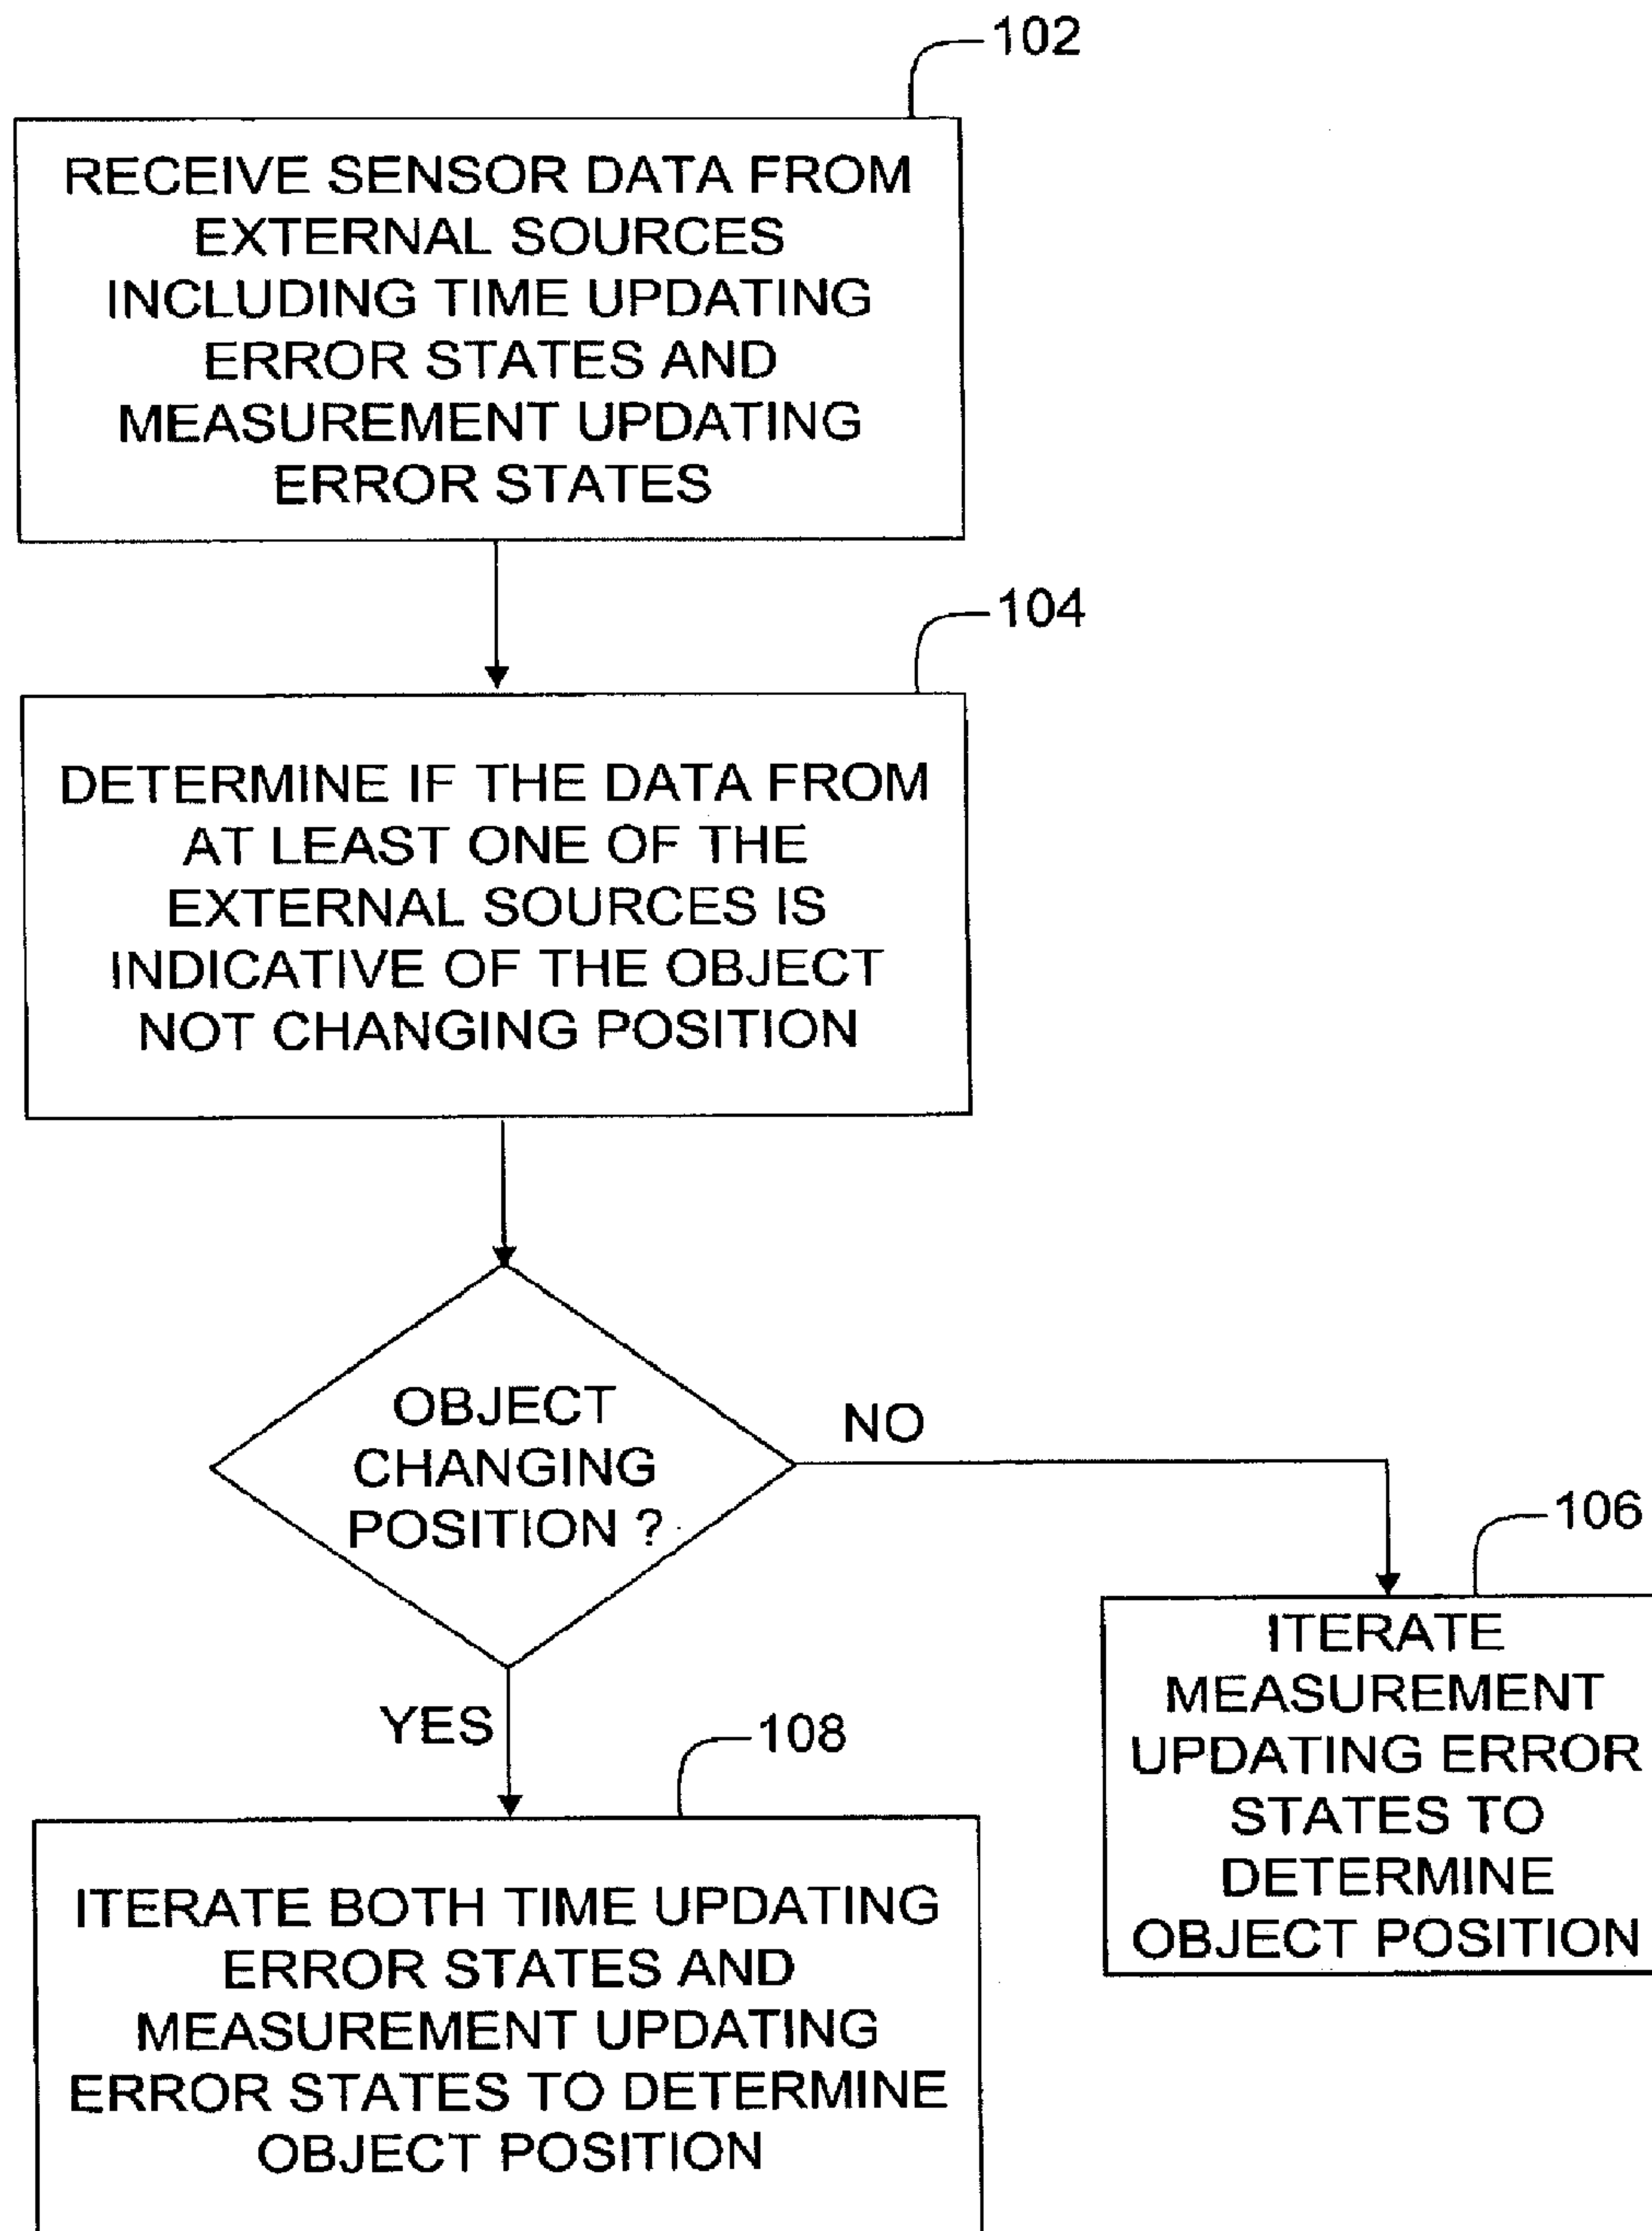 102
RECEIVE SENSOR DATA FROM
EXTERNAL SOURCES
INCLUDING TIME UPDATING
ERROR STATES AND
MEASUREMENT UPDATING
ERROR STATES
104
DETERMINE IF THE DATA FROM
AT LEAST ONE OF THE
EXTERNAL SOURCES IS
INDICATIVE OF THE OBJECT
NOT CHANGING POSITION
OBJECT
CHANGING
POSITION ?
NO
106
ITERATE
MEASUREMENT
UPDATING ERROR
STATES TO
DETERMINE
OBJECT POSITION
YES
108
ITERATE BOTH TIME UPDATING
ERROR STATES AND
MEASUREMENT UPDATING
ERROR STATES TO DETERMINE
OBJECT POSITION